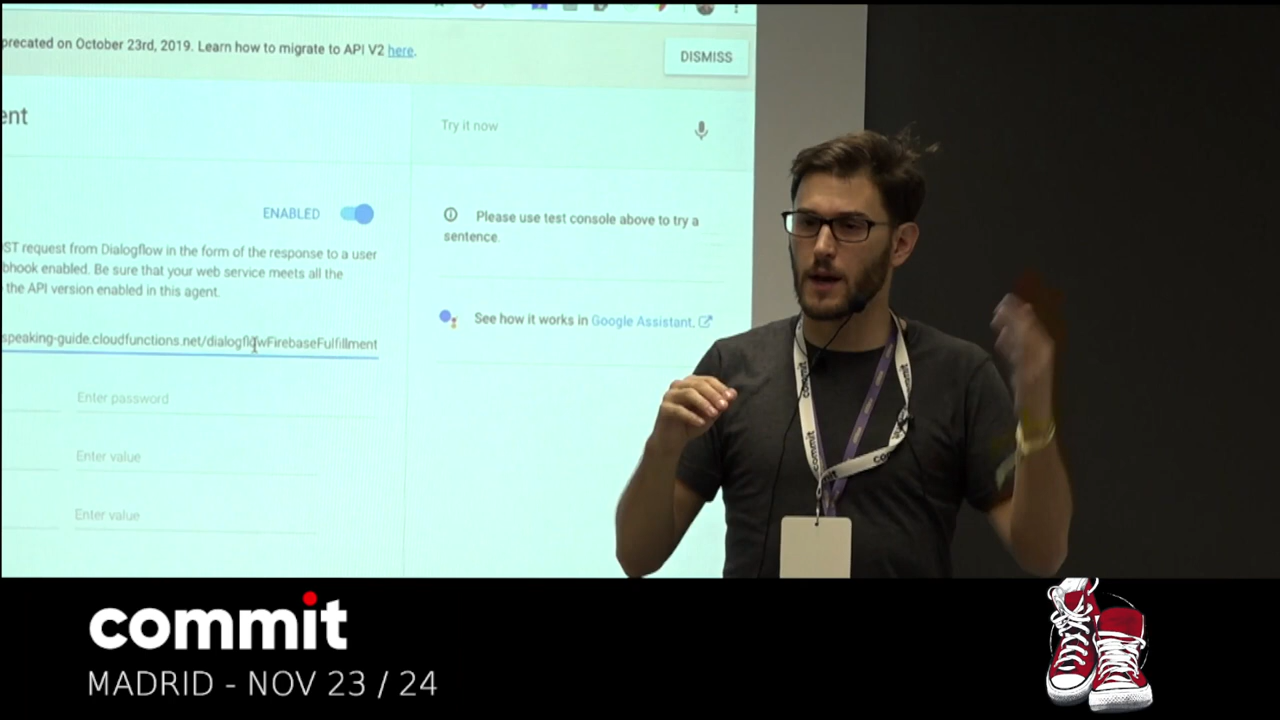 precated on October 23rd, 2019. Learn how to migrate to API V2 here.
DISMISS
ent
Try it now
ENABLED
Please use test console above to try a
sentence.
ST request from Dialogflow in the form of the response to a user
bhook enabled. Be sure that your web service meets all the
the API version enabled in this agent.
See how it works in Google Assistant.
speaking-guide.cloudfunctions.net/dialogflowFirebaseFulfillment
Enter password
Enter value
Enter value
commit
commit
commit
MADRID - NOV 23 / 24